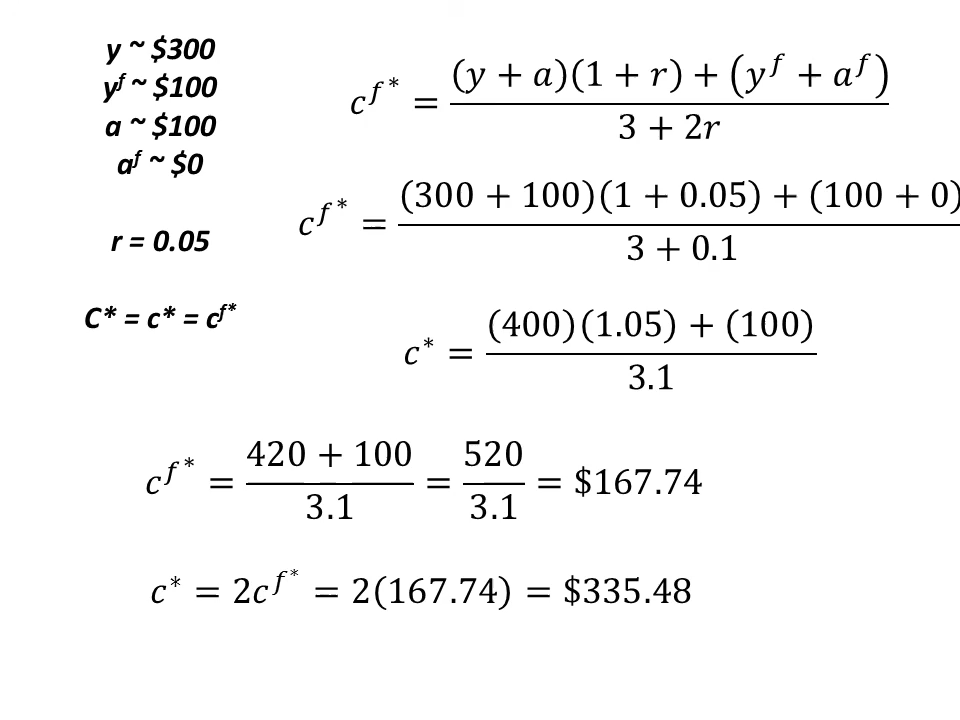 y ~ $300
y^f ~ $100
a ~ $100
a^f ~ $0
r = 0.05
C* = c* = c^f*
c^f* = ((y + a)(1 + r) + (y^f + a^f)) / (3 + 2r)
c^f* = ((300 + 100)(1 + 0.05) + (100 + 0)) / (3 + 0.1)
c* = ((400)(1.05) + (100)) / 3.1
c^f* = (420 + 100) / 3.1 = 520 / 3.1 = $167.74
c* = 2c^f* = 2(167.74) = $335.48